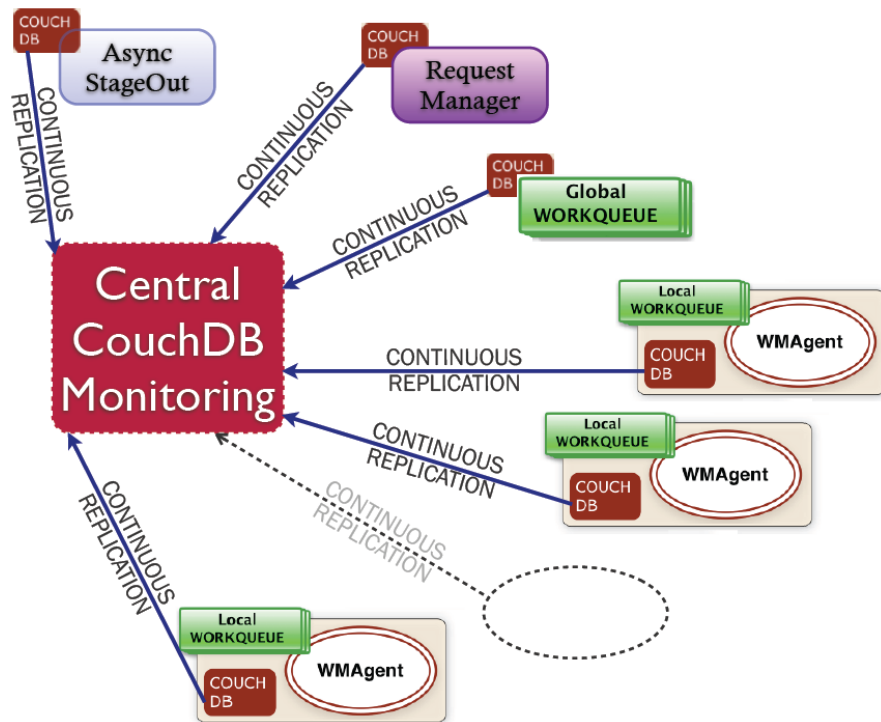 COUCH
DB
Async
StageOut
CONTINUOUS
REPLICATION
COUCH
DB
Request
Manager
CONTINUOUS
REPLICATION
COUCH
DB
Global
WORKQUEUE
CONTINUOUS
REPLICATION
Central
CouchDB
Monitoring
Local
WORKQUEUE
WMAgent
COUCH
DB
CONTINUOUS
REPLICATION
Local
WORKQUEUE
WMAgent
COUCH
DB
CONTINUOUS
REPLICATION
CONTINUOUS
REPLICATION
CONTINUOUS
REPLICATION
Local
WORKQUEUE
WMAgent
COUCH
DB